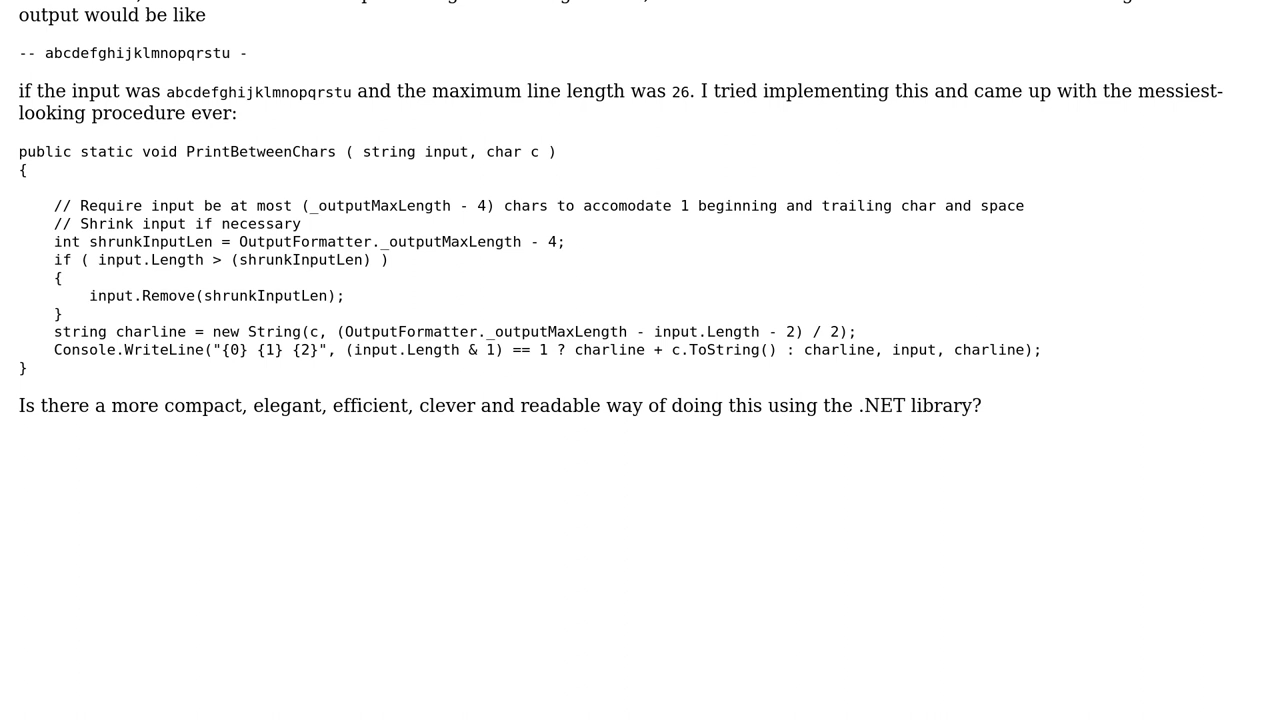 output would be like
-- abcdefghijklmnopqrstu -
if the input was abcdefghijklmnopqrstu and the maximum line length was 26. I tried implementing this and came up with the messiest-
looking procedure ever:
public static void PrintBetweenChars ( string input, char c )
{
    // Require input be at most (_outputMaxLength - 4) chars to accomodate 1 beginning and trailing char and space
    // Shrink input if necessary
    int shrunkInputLen = OutputFormatter._outputMaxLength - 4;
    if ( input.Length > (shrunkInputLen) )
    {
        input.Remove(shrunkInputLen);
    }
    string charline = new String(c, (OutputFormatter._outputMaxLength - input.Length - 2) / 2);
    Console.WriteLine("{0} {1} {2}", (input.Length & 1) == 1 ? charline + c.ToString() : charline, input, charline);
}
Is there a more compact, elegant, efficient, clever and readable way of doing this using the .NET library?